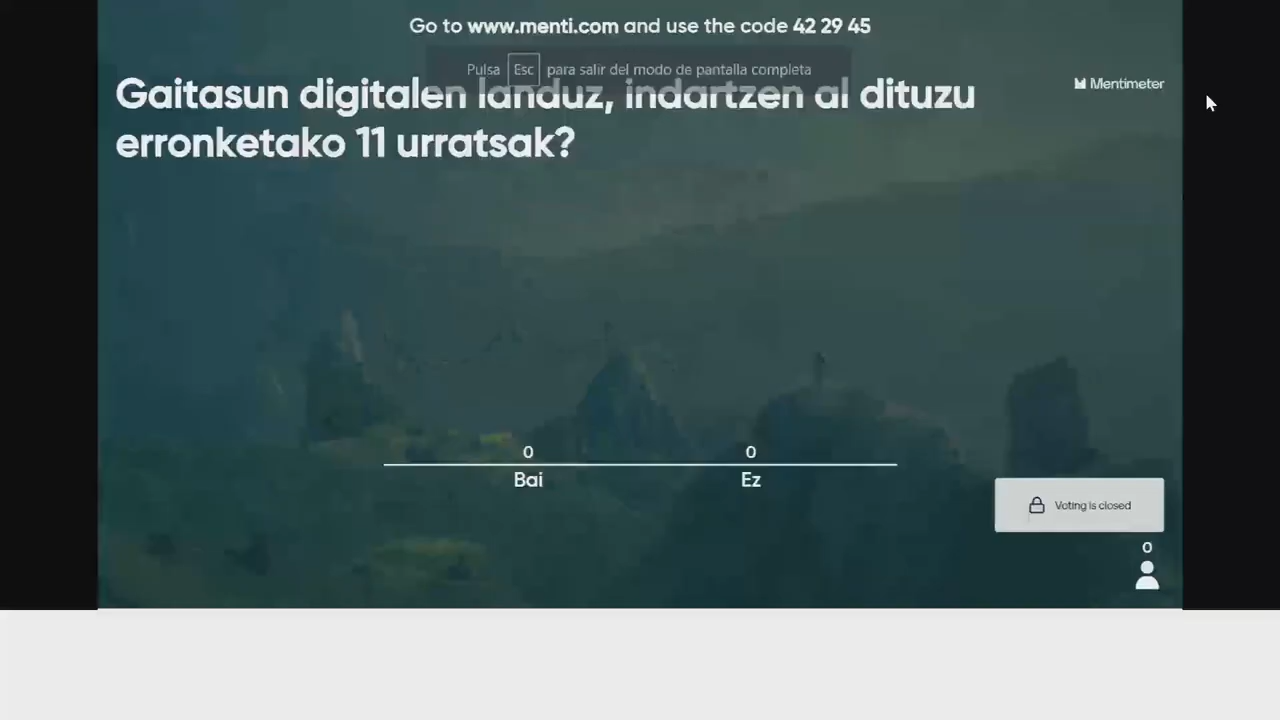 Go to www.menti.com and use the code 42 29 45
Pulsa Esc para salir del modo de pantalla completa
Gaitasun digitalen landuz, indartzen al dituzu
erronketako 11 urratsak?
Mentimeter
0
0
Bai
Ez
Voting is closed
0